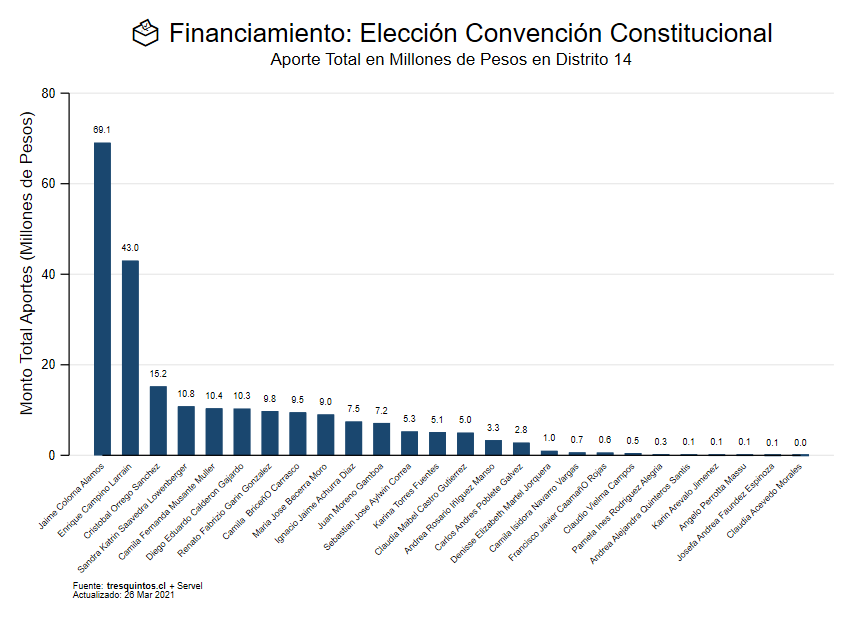 Financiamiento: Elección Convención Constitucional
Aporte Total en Millones de Pesos en Distrito 14
Monto Total Aportes (Millones de Pesos)
80
60
40
20
0
69.1
43.0
15.2
10.8
10.4
10.3
9.8
9.5
9.0
7.5
7.2
5.3
5.1
5.0
3.3
2.8
1.0
0.7
0.6
0.5
0.3
0.1
0.1
0.1
0.1
0.0
Jaime Coloma Alamos
Enrique Campino Larrain
Cristobal Orrego Sanchez
Sandra Katrin Saavedra Lowenberger
Camila Fernanda Musante Muller
Diego Eduardo Calderon Gajardo
Renato Fabrizio Garin Gonzalez
Camila BriceñO Carrasco
Maria Jose Becerra Moro
Ignacio Jaime Achurra Diaz
Juan Moreno Gamboa
Sebastian Jose Aylwin Correa
Karina Torres Fuentes
Claudia Mabel Castro Gutierrez
Andrea Rosario Iñiguez Manso
Carlos Andres Poblete Galvez
Denisse Elizabeth Martel Jorquera
Camila Isidora Navarro Vargas
Francisco Javier CaamañO Rojas
Claudio Vielma Campos
Pamela Ines Rodriguez Alegria
Andrea Alejandra Quinteros Santis
Karin Arevalo Jimenez
Angelo Perrotta Massu
Josefa Andrea Faundez Espinoza
Claudia Acevedo Morales
Fuente: tresquintos.cl + Servel
Actualizado: 26 Mar 2021